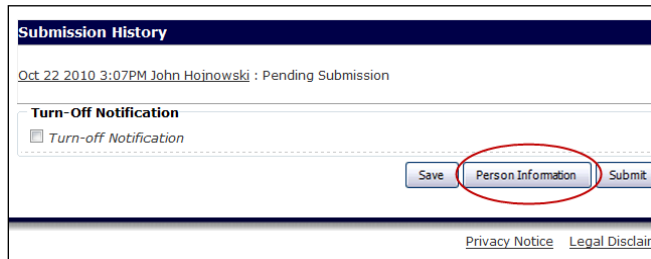 Submission History
Oct 22 2010 3:07PM John Hojnowski : Pending Submission
Turn-Off Notification
Turn-off Notification
Save Person Information Submit
Privacy Notice Legal Disclair